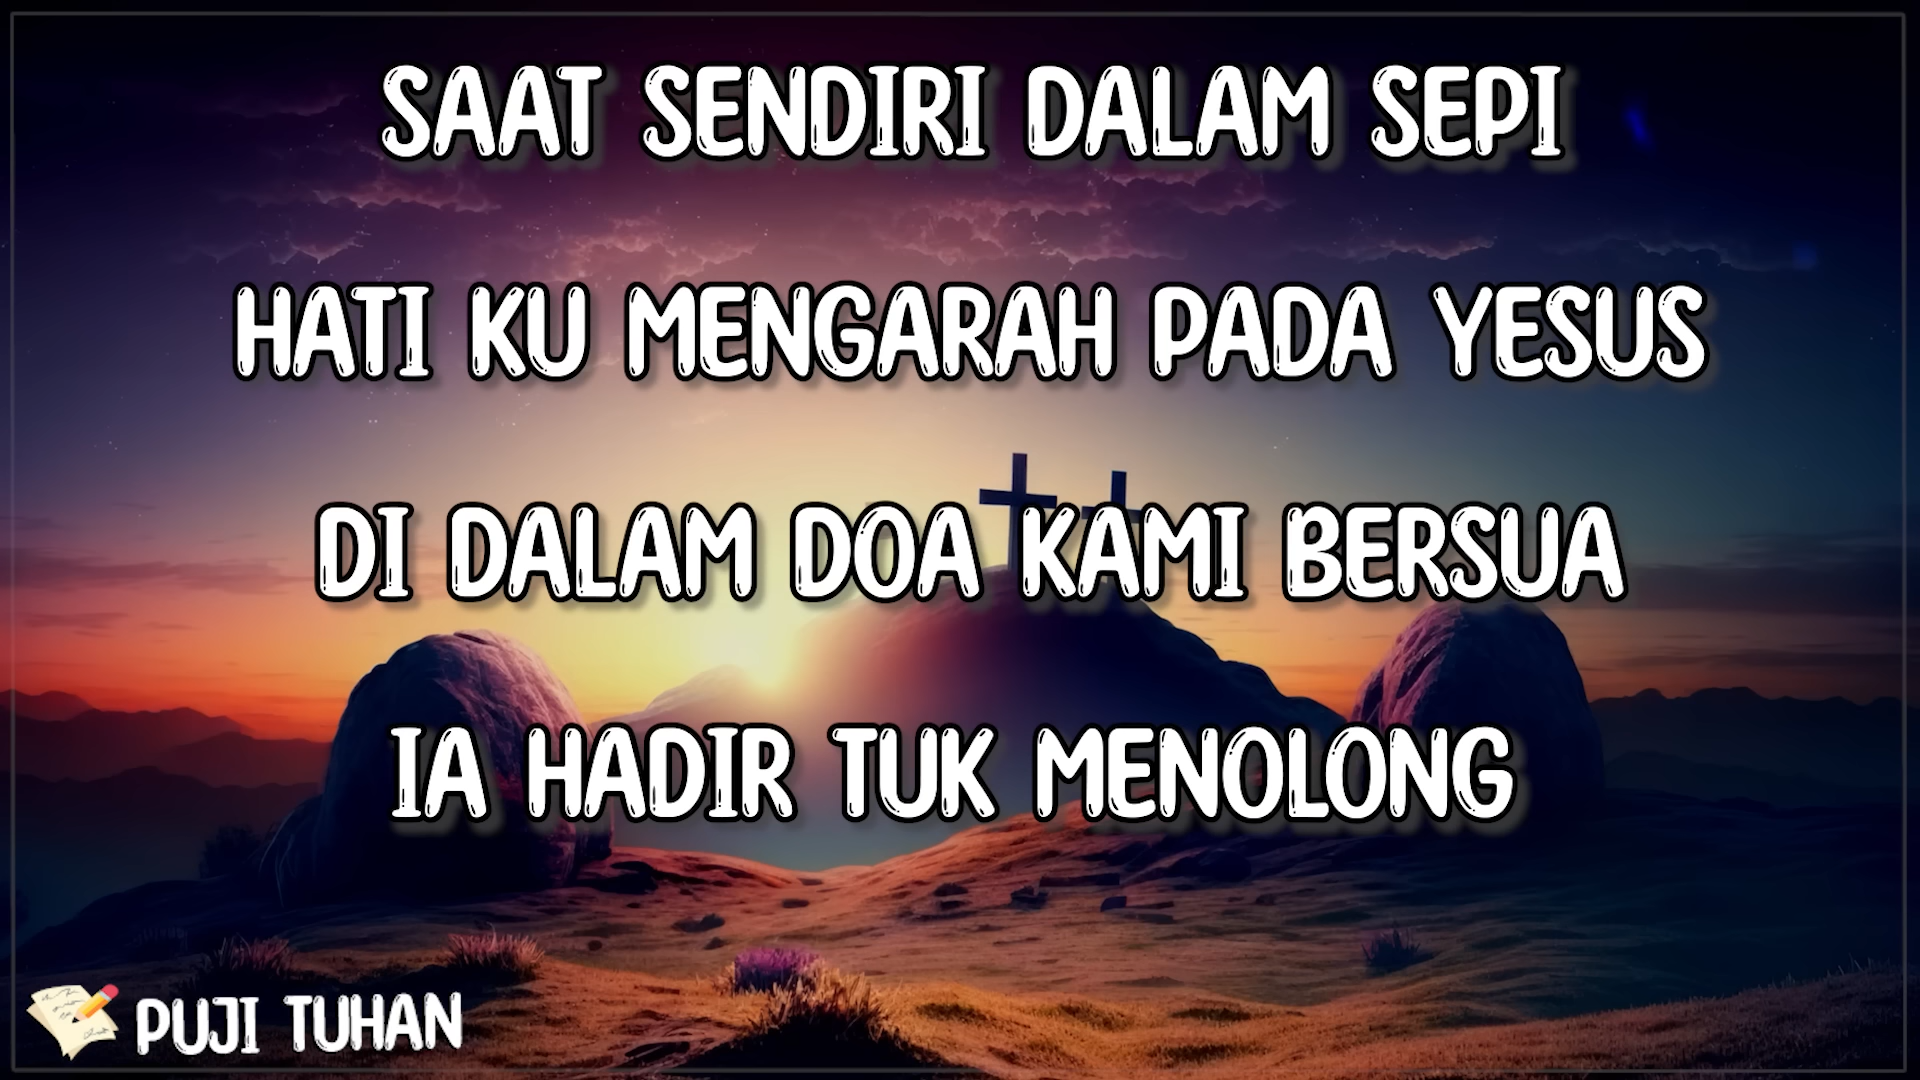 SAAT SENDIRI DALAM SEPI
HATI KU MENGARAH PADA YESUS
DI DALAM DOA KAMI BERSUA
IA HADIR TUK MENOLONG
PUJI TUHAN